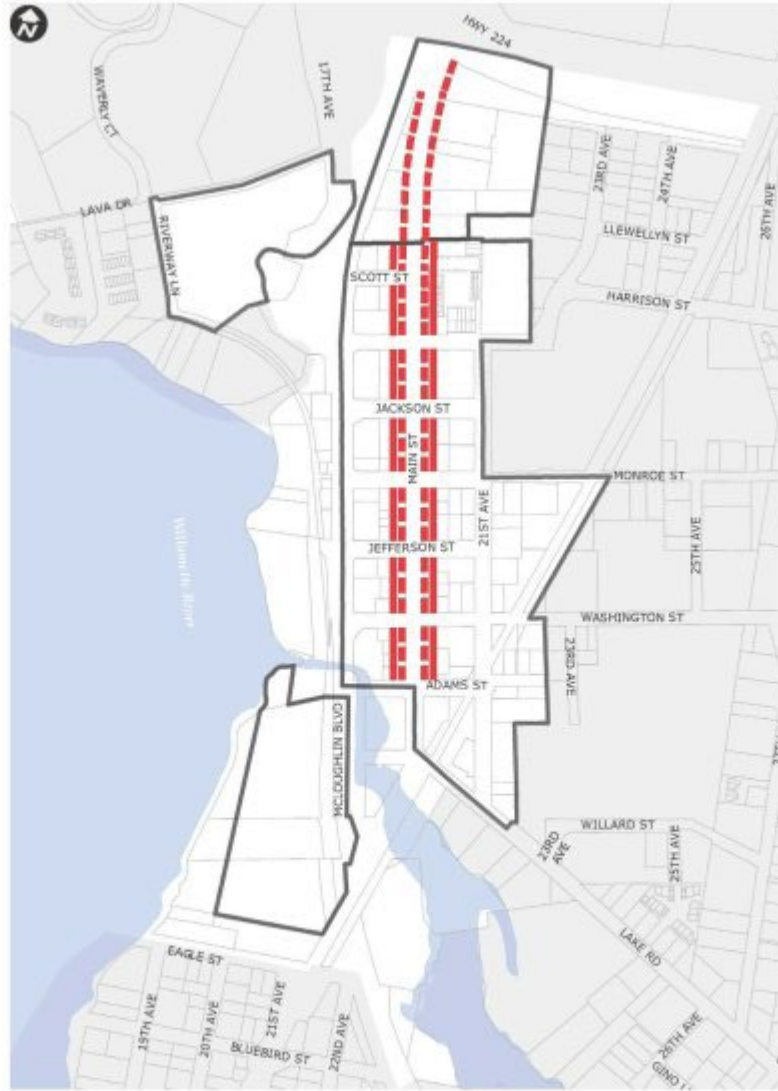 N
HWY 224
17TH AVE
WAVERLY CT
23RD AVE
24TH AVE
26TH AVE
LAVA DR
RIVERWAY LN
LLEWELLYN ST
SCOTT ST
HARRISON ST
JACKSON ST
MAIN ST
MONROE ST
21ST AVE
25TH AVE
JEFFERSON ST
Willamette River
WASHINGTON ST
23RD AVE
ADAMS ST
MCLOUGHLIN BLVD
WILLARD ST
23RD AVE
25TH AVE
LAKE RD
EAGLE ST
19TH AVE
20TH AVE
21ST AVE
22ND AVE
BLUEBIRD ST
26TH AVE
GINO